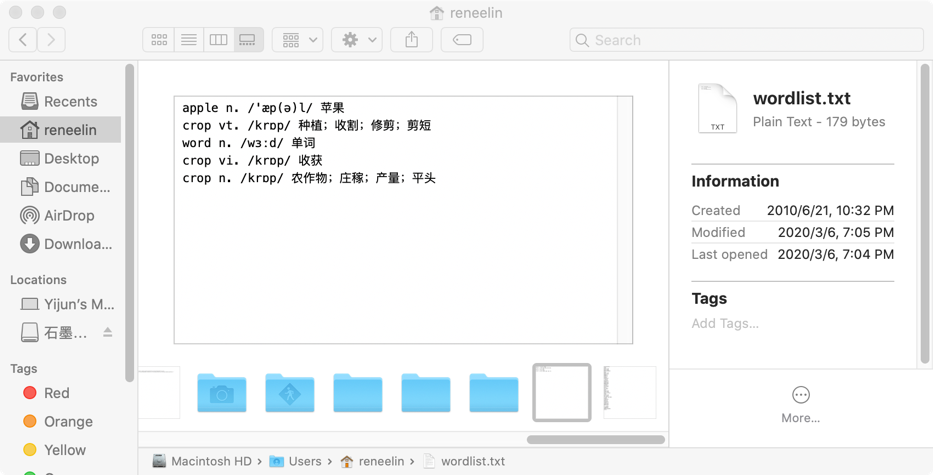 reneelin
Search
Favorites
Recents
reneelin
Desktop
Docume...
AirDrop
Downloa...
Locations
Yijun's M...
石墨...
Tags
Red
Orange
Yellow
apple n. /'æp(ə)l/ 苹果
crop vt. /krɒp/ 种植；收割；修剪；剪短
word n. /wɜːd/ 单词
crop vi. /krɒp/ 收获
crop n. /krɒp/ 农作物；庄稼；产量；平头
TXT
wordlist.txt
Plain Text - 179 bytes
Information
Created 2010/6/21, 10:32 PM
Modified 2020/3/6, 7:05 PM
Last opened 2020/3/6, 7:04 PM
Tags
Add Tags...
More...
Macintosh HD › Users › reneelin › wordlist.txt